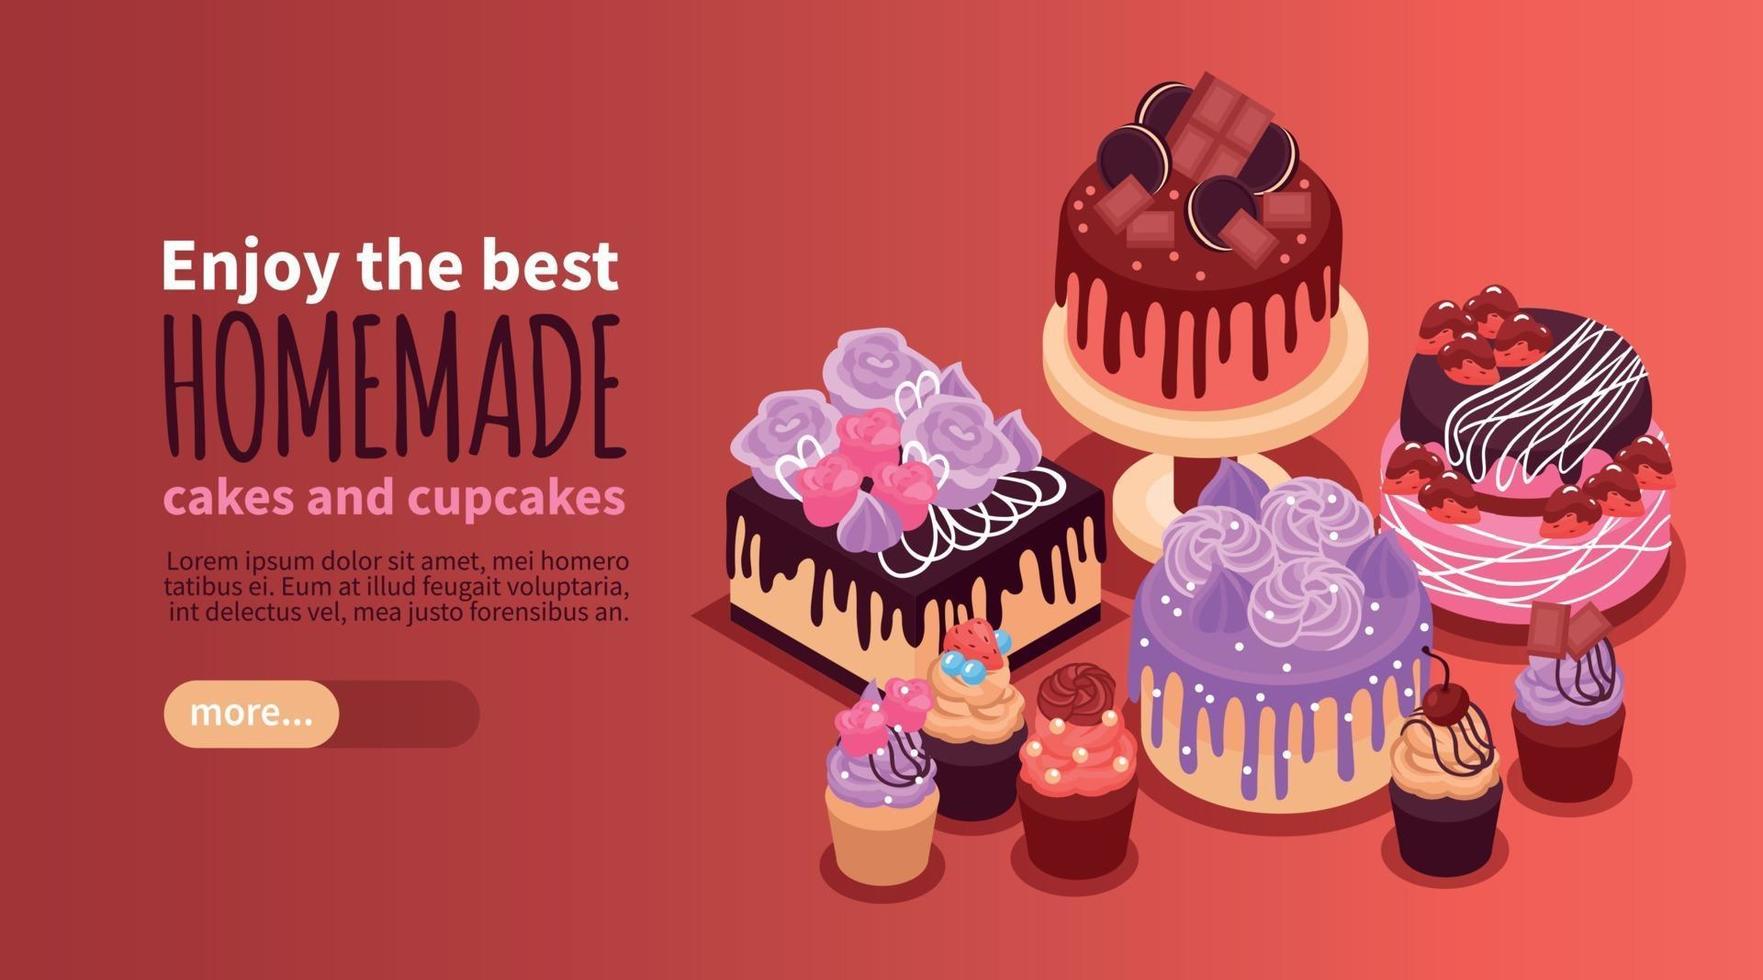 Enjoy the best
HOMEMADE
cakes and cupcakes
Lorem ipsum dolor sit amet, mei homero
tatibus ei. Eum at illud feugait voluptaria,
int delectus vel, mea justo forensibus an.
more...